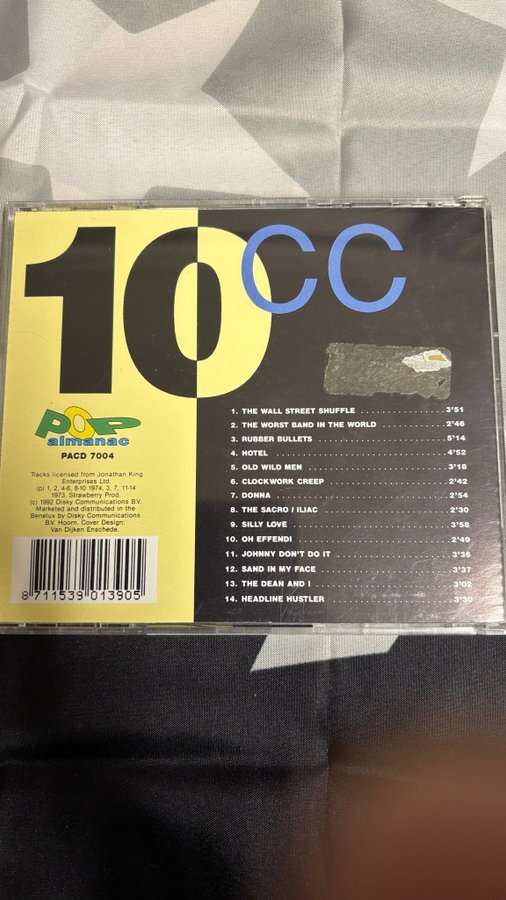 10CC
POP
almanac
PACD 7004
Tracks licensed from Jonathan King
Enterprises Ltd.
(p) 1, 2, 4-6, 8-10 1974, 3, 7, 11-14
1973, Strawberry Prod.
(c) 1992 Disky Communications B.V.
Marketed and distributed in the
Benelux by Disky Communications
B.V. Hoorn. Cover Design:
Van Dijken Enschede.
8 711539 013905
1. THE WALL STREET SHUFFLE 3'51
2. THE WORST BAND IN THE WORLD 2'46
3. RUBBER BULLETS 5'14
4. HOTEL 4'52
5. OLD WILD MEN 3'18
6. CLOCKWORK CREEP 2'42
7. DONNA 2'54
8. THE SACRO / ILIAC 2'30
9. SILLY LOVE 3'58
10. OH EFFENDI 2'49
11. JOHNNY DON'T DO IT 3'36
12. SAND IN MY FACE 3'37
13. THE DEAN AND I 3'02
14. HEADLINE HUSTLER 3'30